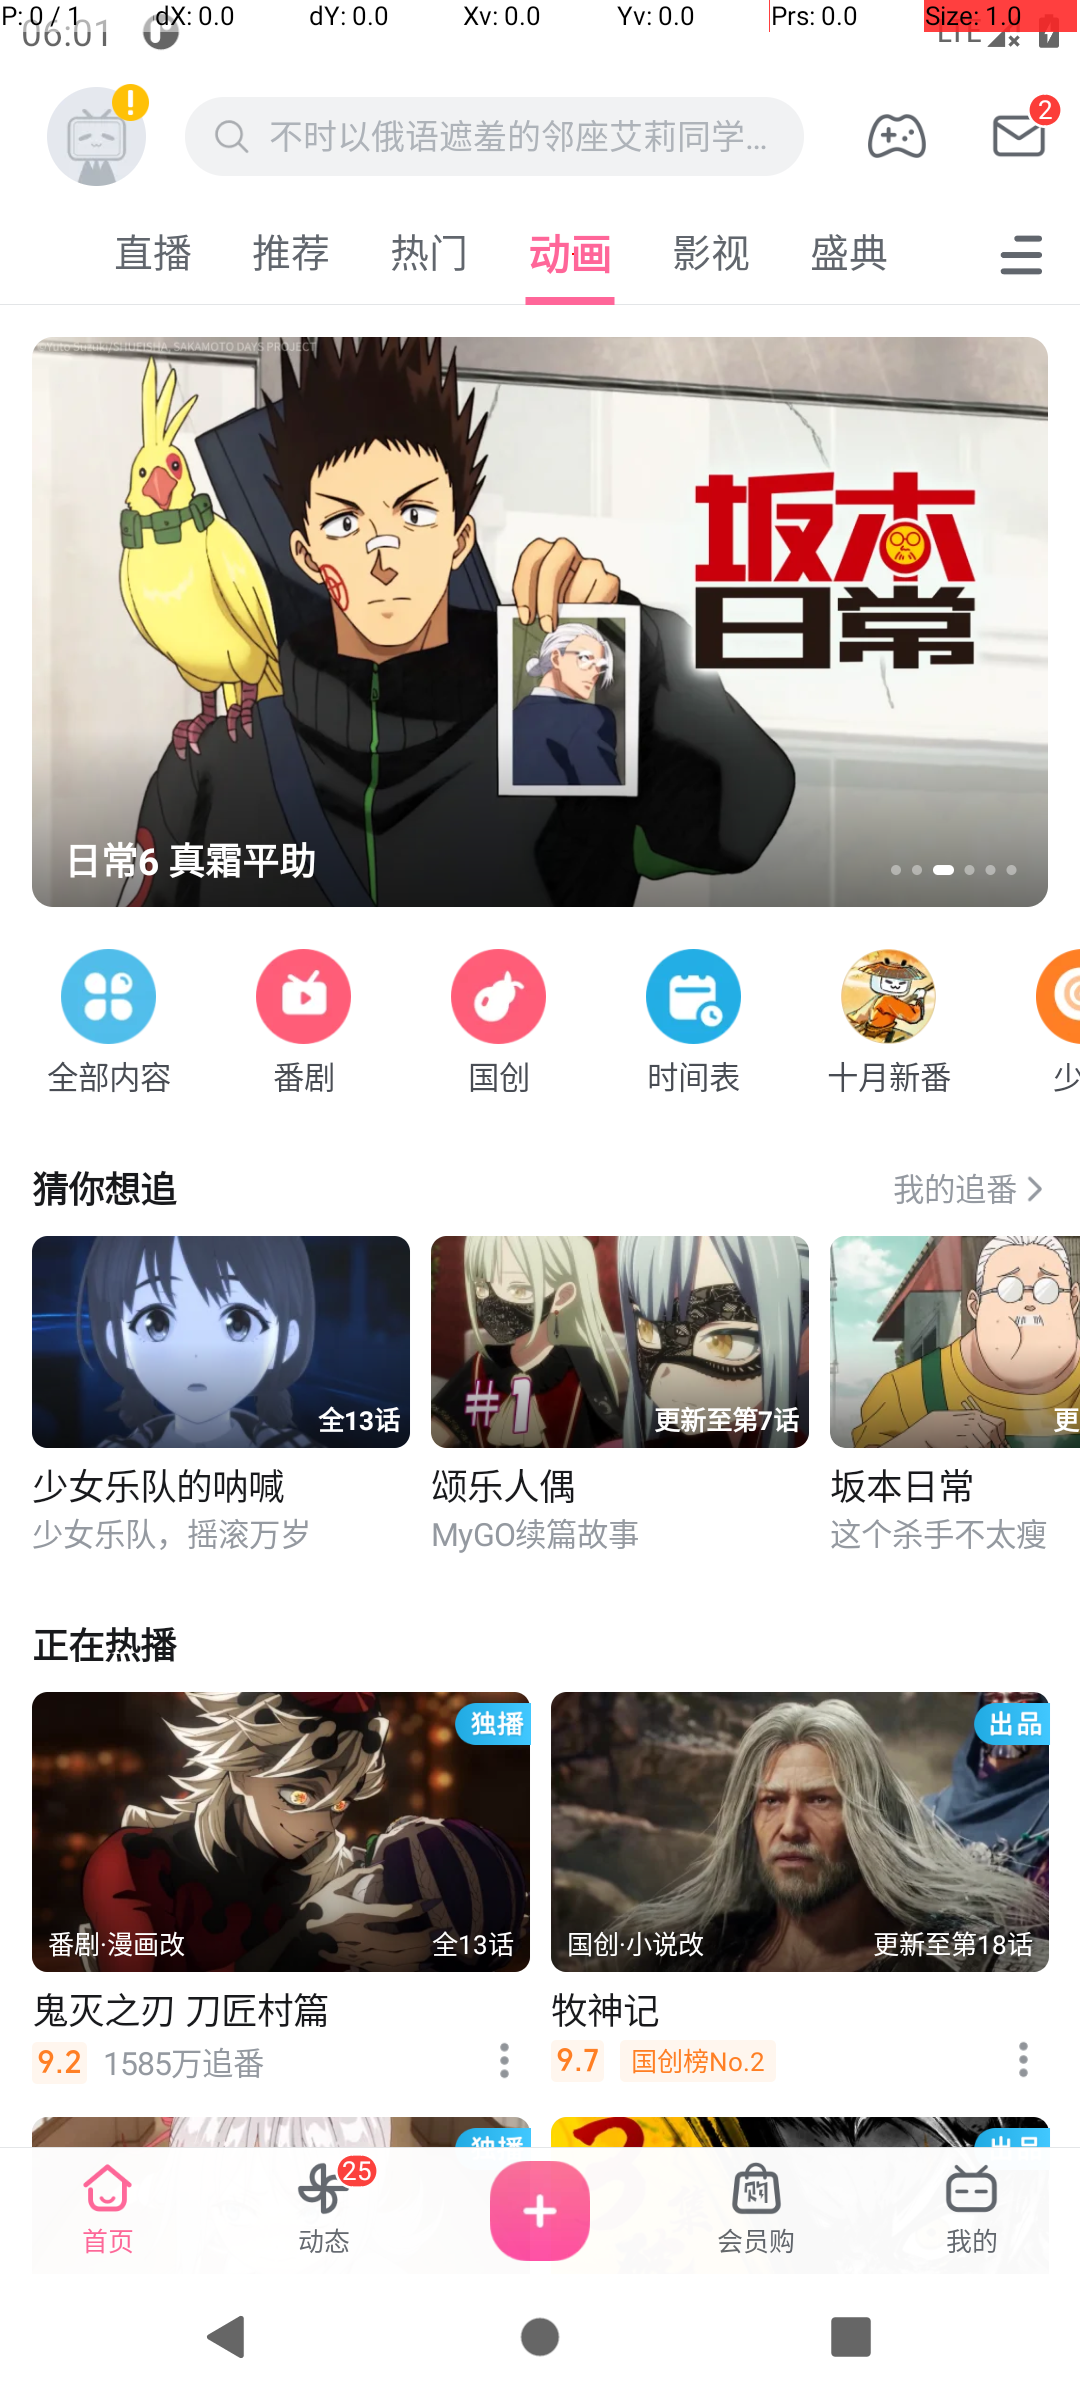 P: 0 / 1 dX: 0.0 dY: 0.0 Xv: 0.0 Yv: 0.0 Prs: 0.0 Size: 1.0
06:01 LTE
不时以俄语遮羞的邻座艾莉同学... 2
直播 推荐 热门 动画 影视 盛典
©Yuto Suzuki/SHUEISHA, SAKAMOTO DAYS PROJECT
坂本
日常
日常6 真霜平助
全部内容 番剧 国创 时间表 十月新番 少
猜你想追 我的追番
#1
全13话 更新至第7话 更
少女乐队的呐喊 颂乐人偶 坂本日常
少女乐队，摇滚万岁 MyGO续篇故事 这个杀手不太瘦
正在热播
独播 出品
番剧·漫画改 全13话 国创·小说改 更新至第18话
鬼灭之刃 刀匠村篇 牧神记
9.2 1585万追番 9.7 国创榜No.2
独播 出品
25
首页 动态 会员购 我的